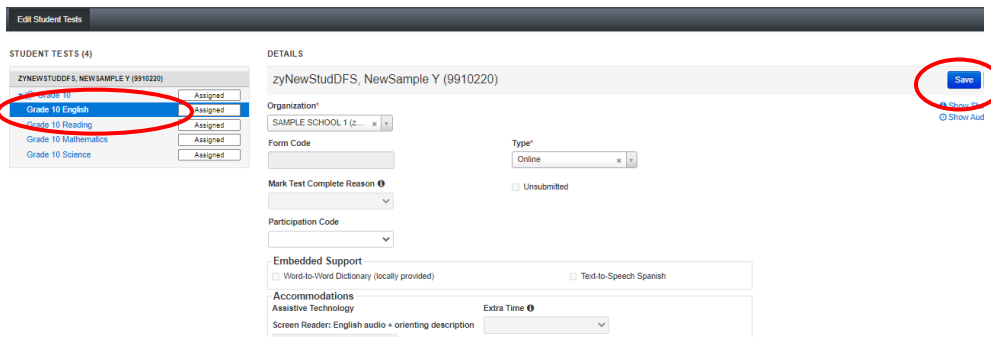 Edit Student Tests
STUDENT TESTS (4)
ZYNEWSTUDDFS, NEWSAMPLE Y (9910220)
Grade 10 Assigned
Grade 10 English Assigned
Grade 10 Reading Assigned
Grade 10 Mathematics Assigned
Grade 10 Science Assigned
DETAILS
zyNewStudDFS, NewSample Y (9910220)
Save
Show
Show Aud
Organization*
SAMPLE SCHOOL 1 (z... ×
Form Code
Type*
Online ×
Mark Test Complete Reason
Unsubmitted
Participation Code
Embedded Support
Word-to-Word Dictionary (locally provided) Text-to-Speech Spanish
Accommodations
Assistive Technology Extra Time
Screen Reader: English audio + orienting description